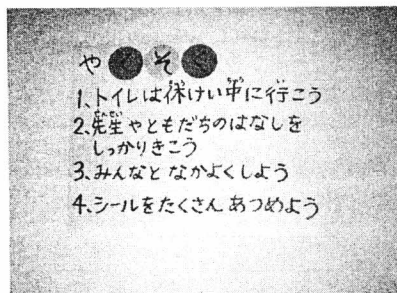 や く そ く
1、トイレは休けい中に行こう
2、先生やともだちのはなしを
しっかりきこう
3、みんなとなかよくしよう
4、シールをたくさんあつめよう